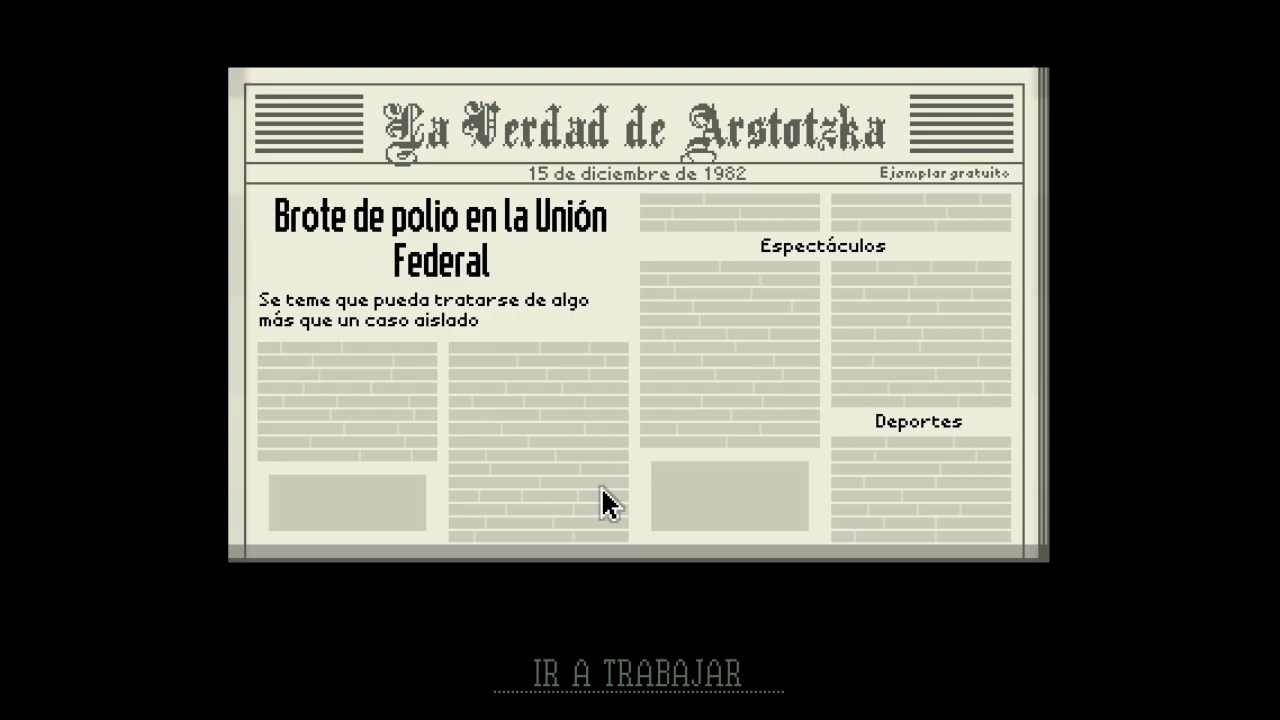 La Verdad de Arstotzka
15 de diciembre de 1982
Ejemplar gratuito
Brote de polio en la Unión
Federal
Se teme que pueda tratarse de algo
más que un caso aislado
Espectáculos
Deportes
IR A TRABAJAR